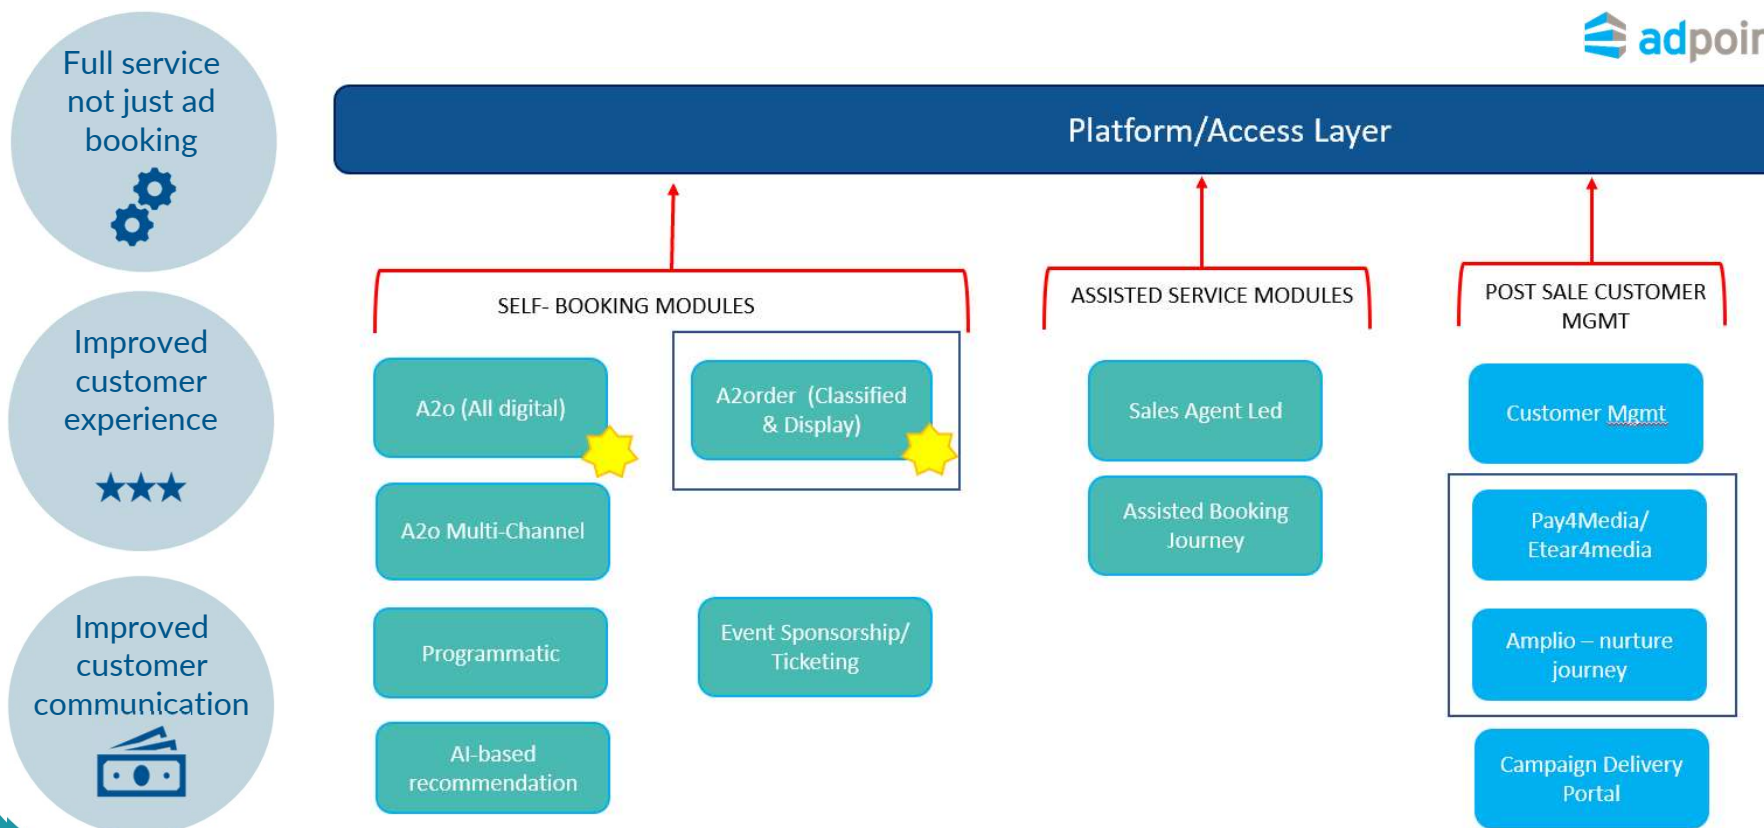 Full service
not just ad
booking
Improved
customer
experience
Improved
customer
communication
Platform/Access Layer
SELF- BOOKING MODULES
A2o (All digital)
A2order (Classified
& Display)
A2o Multi-Channel
Programmatic
Event Sponsorship/
Ticketing
AI-based
recommendation
ASSISTED SERVICE MODULES
Sales Agent Led
Assisted Booking
Journey
POST SALE CUSTOMER
MGMT
Customer Mgmt
Pay4Media/
Etear4media
Amplio – nurture
journey
Campaign Delivery
Portal